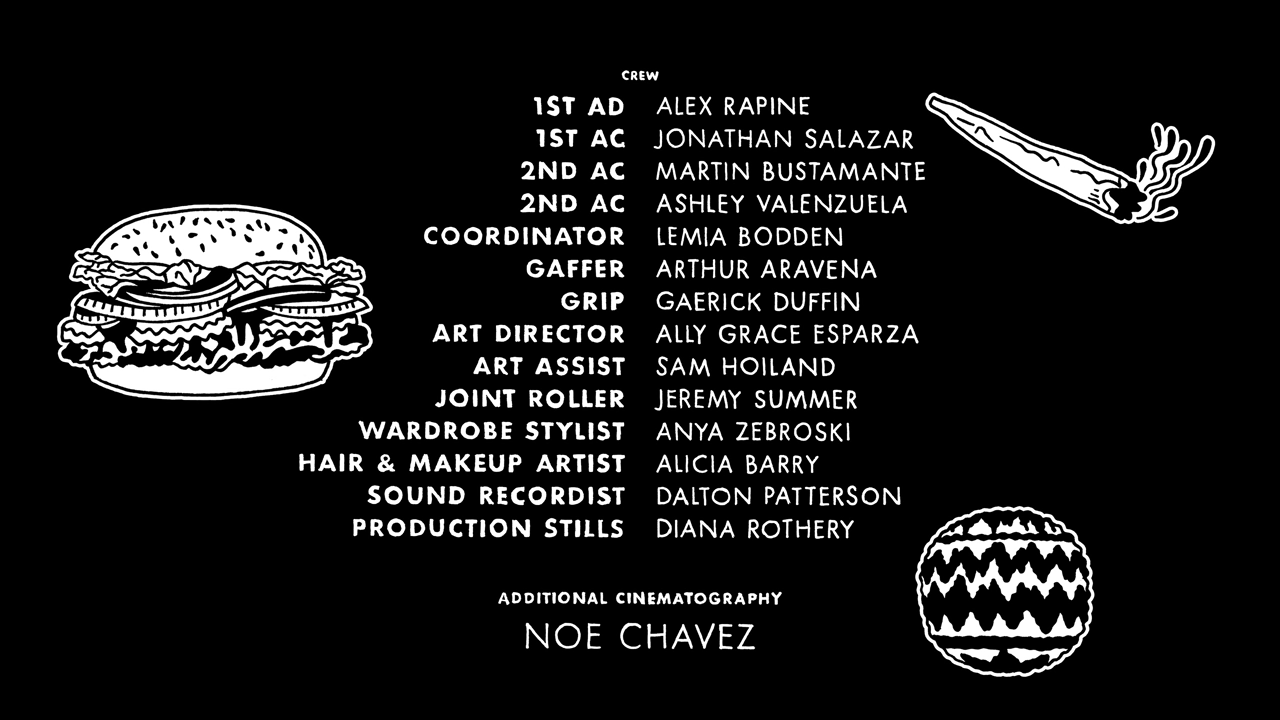 CREW
1ST AD ALEX RAPINE
1ST AC JONATHAN SALAZAR
2ND AC MARTIN BUSTAMANTE
2ND AC ASHLEY VALENZUELA
COORDINATOR LEMIA BODDEN
GAFFER ARTHUR ARAVENA
GRIP GAERICK DUFFIN
ART DIRECTOR ALLY GRACE ESPARZA
ART ASSIST SAM HOILAND
JOINT ROLLER JEREMY SUMMER
WARDROBE STYLIST ANYA ZEBROSKI
HAIR & MAKEUP ARTIST ALICIA BARRY
SOUND RECORDIST DALTON PATTERSON
PRODUCTION STILLS DIANA ROTHERY
ADDITIONAL CINEMATOGRAPHY
NOE CHAVEZ